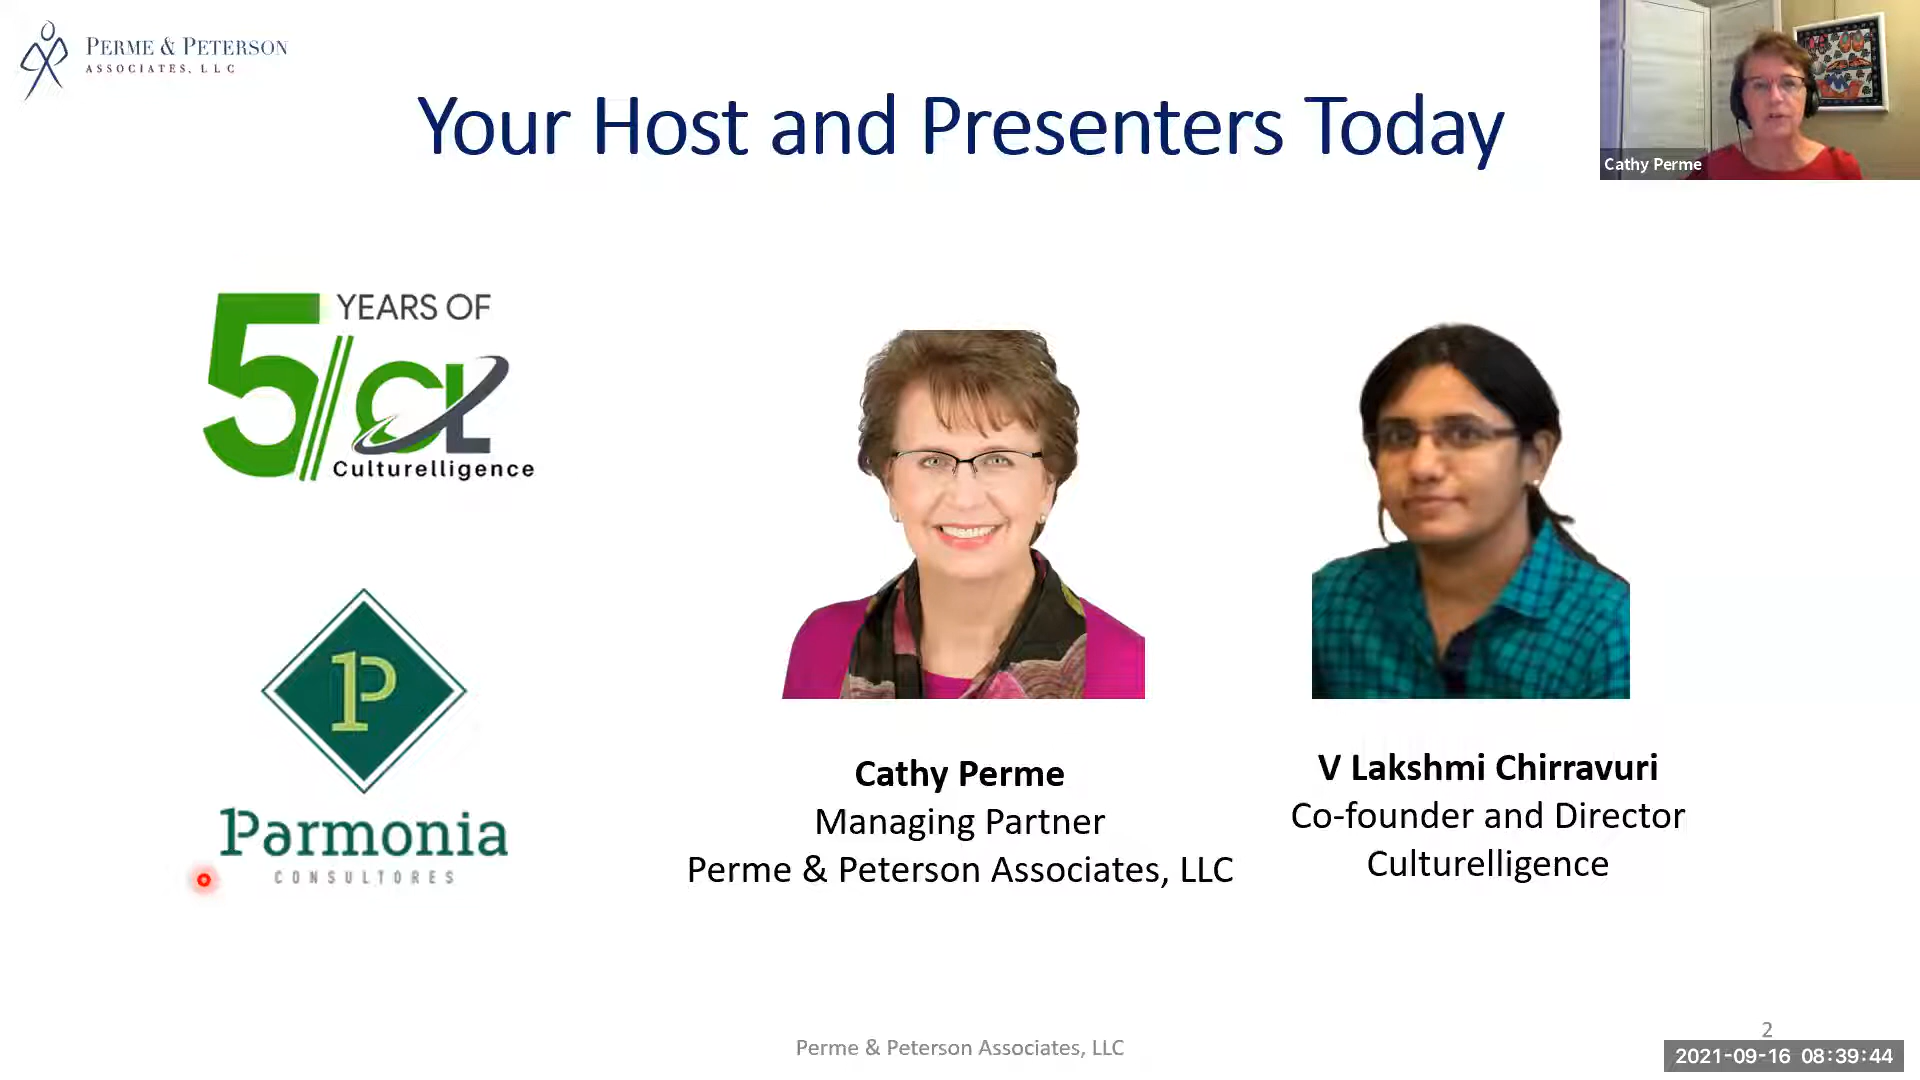 PERME & PETERSON
ASSOCIATES, LLC
Your Host and Presenters Today
Cathy Perme
5 YEARS OF
CL
Culturelligence
P
Parmonia
CONSULTORES
Cathy Perme
Managing Partner
Perme & Peterson Associates, LLC
V Lakshmi Chirravuri
Co-founder and Director
Culturelligence
Perme & Peterson Associates, LLC
2
2021-09-16 08:39:44